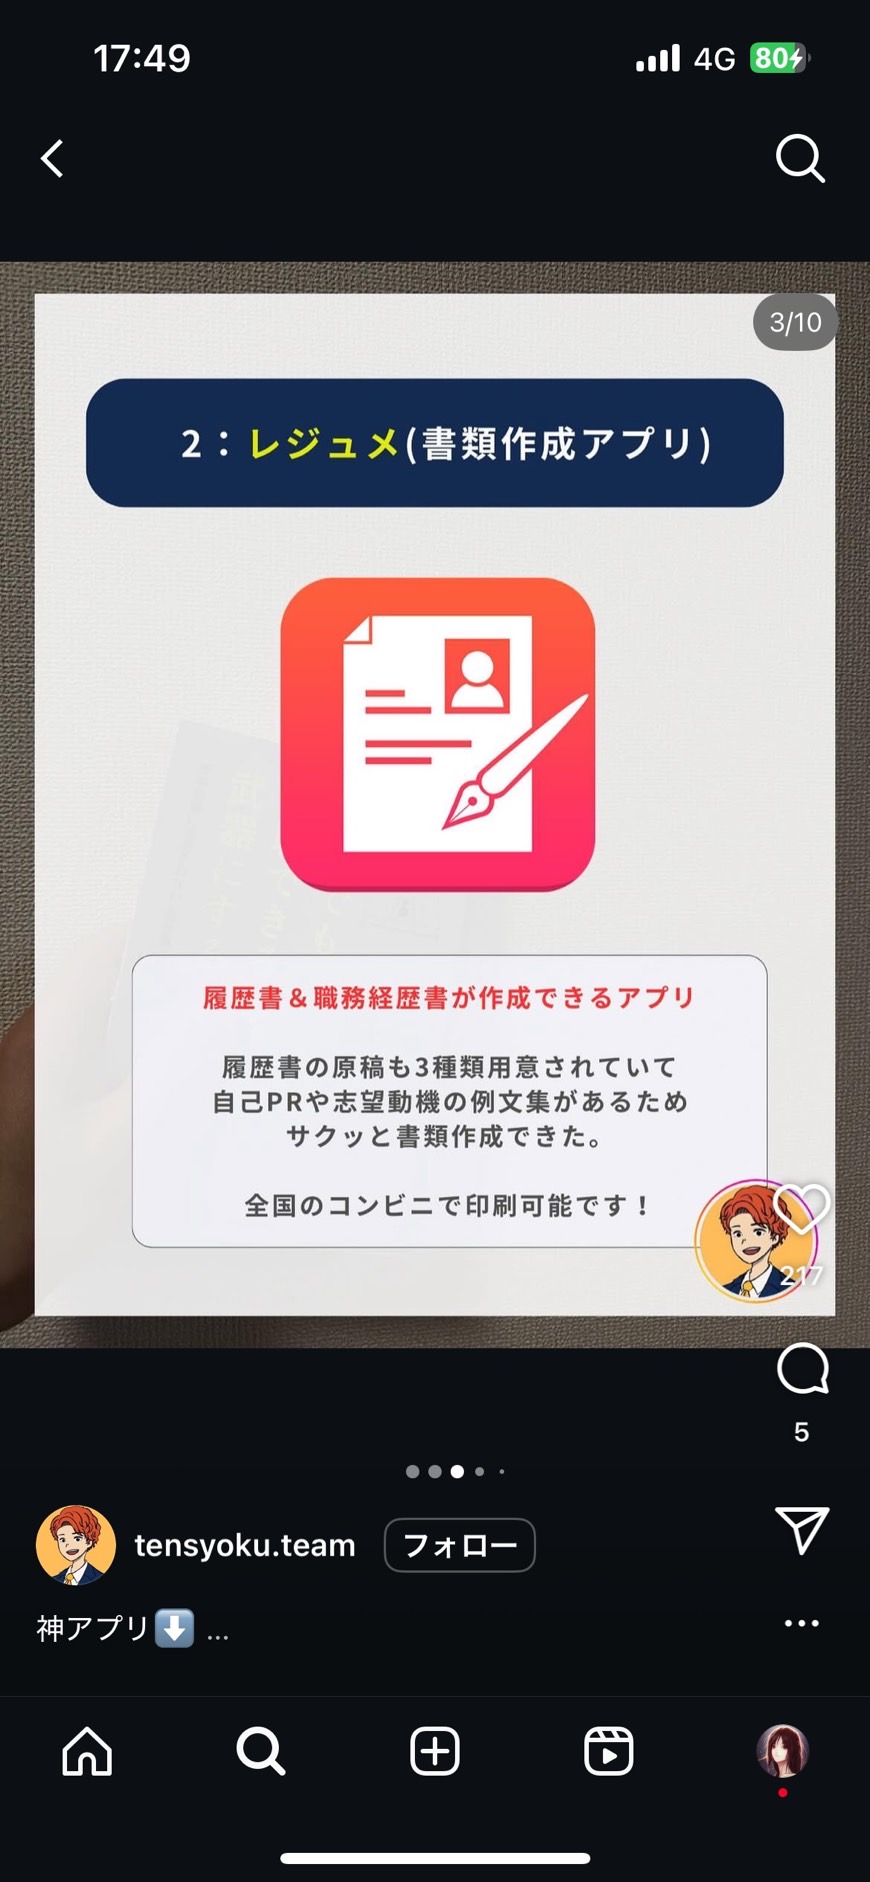 17:49
4G
80
3/10
2：レジュメ(書類作成アプリ)
履歴書＆職務経歴書が作成できるアプリ
履歴書の原稿も3種類用意されていて
自己PRや志望動機の例文集があるため
サクッと書類作成できた。
全国のコンビニで印刷可能です！
217
5
tensyoku.team
フォロー
神アプリ⬇️ ...